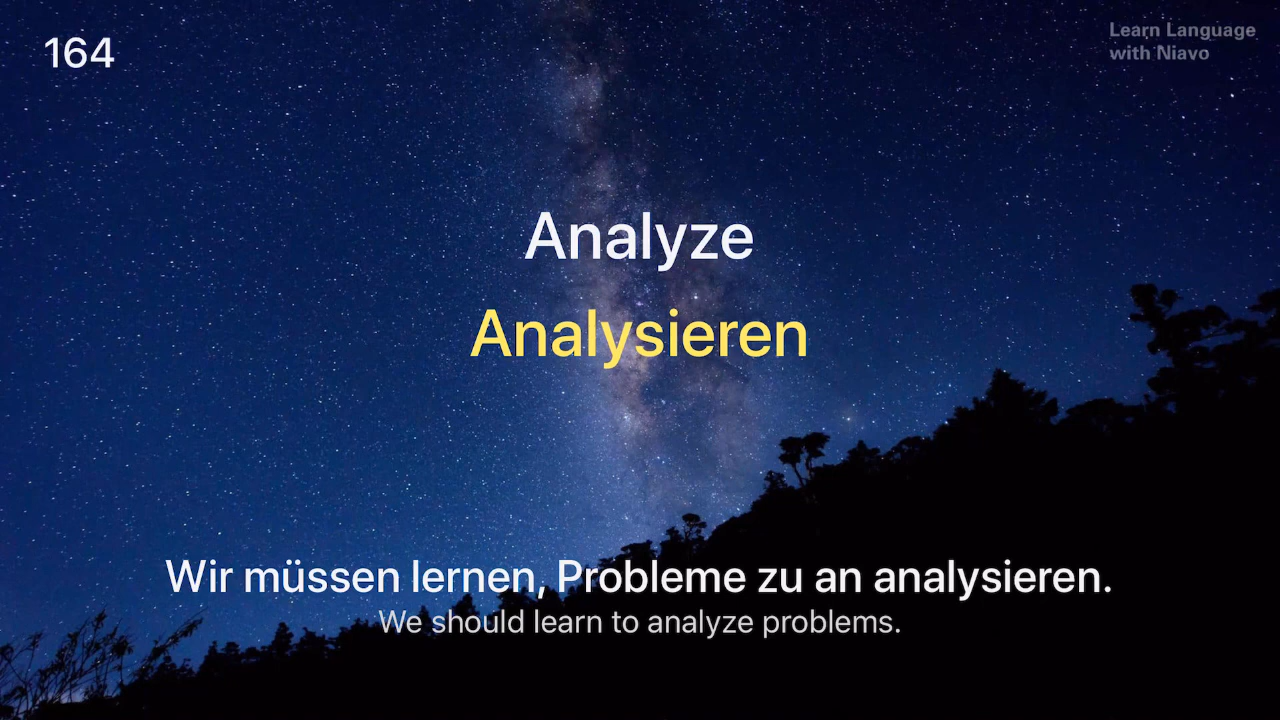 164
Learn Language
with Niavo
Analyze
Analysieren
Wir müssen lernen, Probleme zu an analysieren.
We should learn to analyze problems.